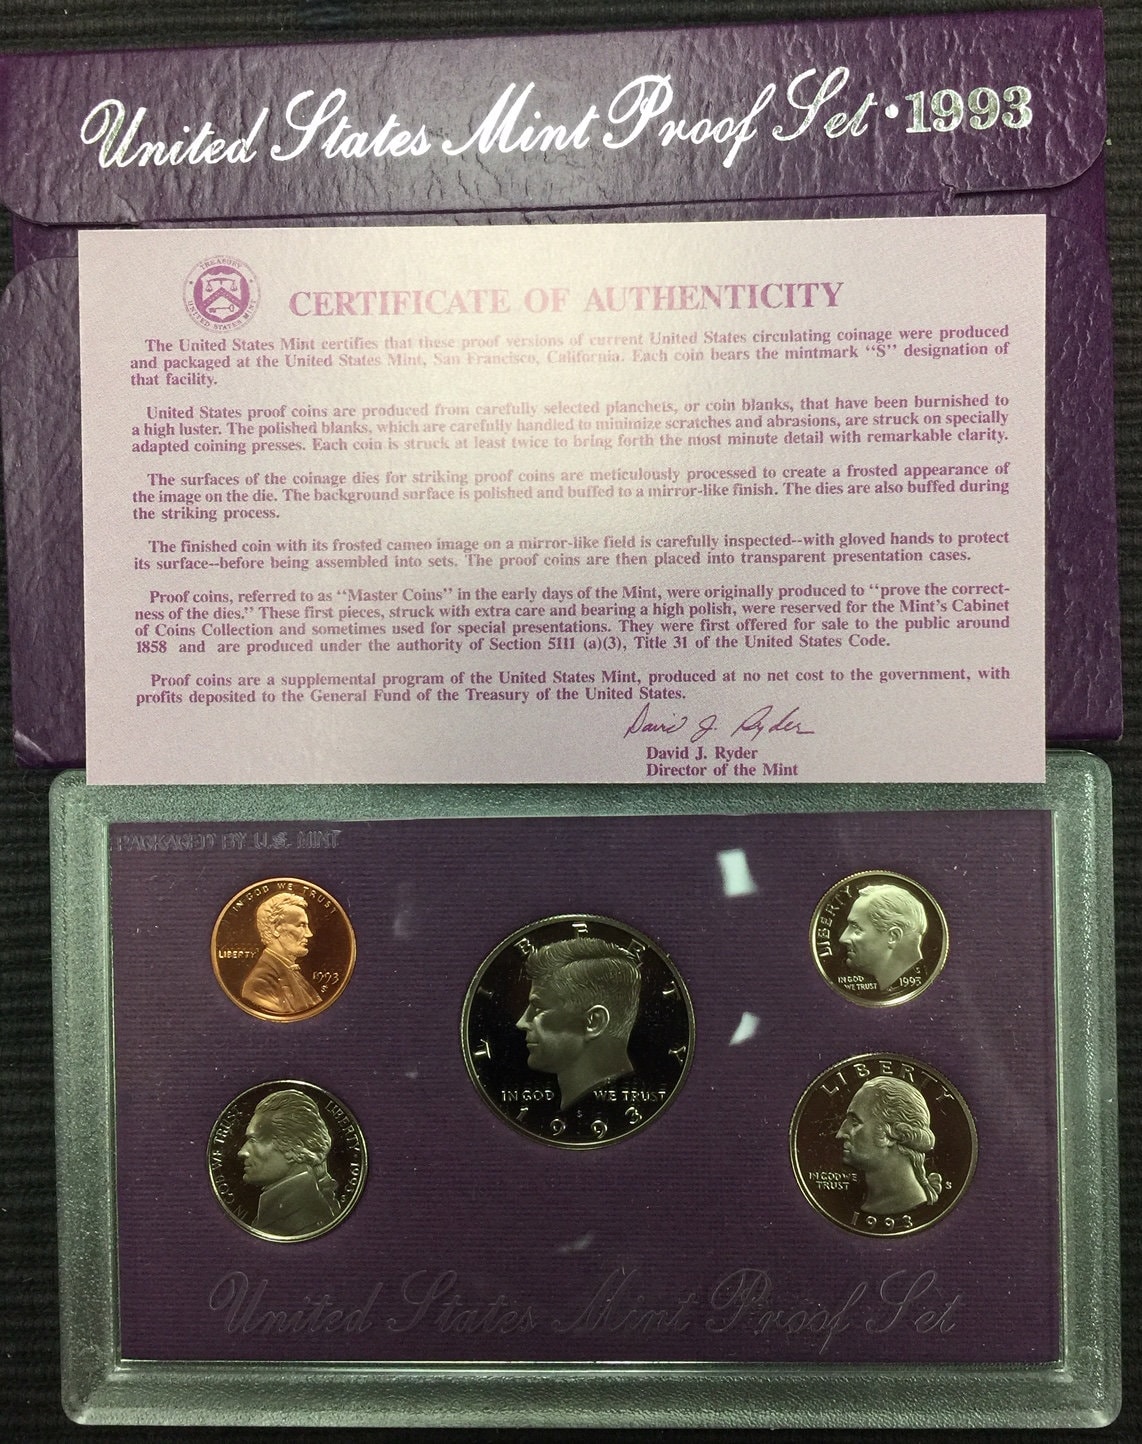 United States Mint Proof Set • 1993
TREASURY
UNITED STATES MINT
CERTIFICATE OF AUTHENTICITY
The United States Mint certifies that these proof versions of current United States circulating coinage were produced
and packaged at the United States Mint, San Francisco, California. Each coin bears the mintmark "S" designation of
that facility.
United States proof coins are produced from carefully selected planchets, or coin blanks, that have been burnished to
a high luster. The polished blanks, which are carefully handled to minimize scratches and abrasions, are struck on specially
adapted coining presses. Each coin is struck at least twice to bring forth the most minute detail with remarkable clarity.
The surfaces of the coinage dies for striking proof coins are meticulously processed to create a frosted appearance of
the image on the die. The background surface is polished and buffed to a mirror-like finish. The dies are also buffed during
the striking process.
The finished coin with its frosted cameo image on a mirror-like field is carefully inspected--with gloved hands to protect
its surface--before being assembled into sets. The proof coins are then placed into transparent presentation cases.
Proof coins, referred to as "Master Coins" in the early days of the Mint, were originally produced to "prove the correct-
ness of the dies." These first pieces, struck with extra care and bearing a high polish, were reserved for the Mint's Cabinet
of Coins Collection and sometimes used for special presentations. They were first offered for sale to the public around
1858 and are produced under the authority of Section 5111 (a)(3), Title 31 of the United States Code.
Proof coins are a supplemental program of the United States Mint, produced at no net cost to the government, with
profits deposited to the General Fund of the Treasury of the United States.
David J. Ryder
David J. Ryder
Director of the Mint
PACKAGED BY U.S. MINT
IN GOD WE TRUST
LIBERTY
1993
S
LIBERTY
IN GOD WE TRUST
S
1993
LIBERTY
IN GOD
WE TRUST
S
1993
IN GOD WE TRUST
LIBERTY 1993
LIBERTY
IN GOD WE
TRUST
S
1993
United States Mint Proof Set